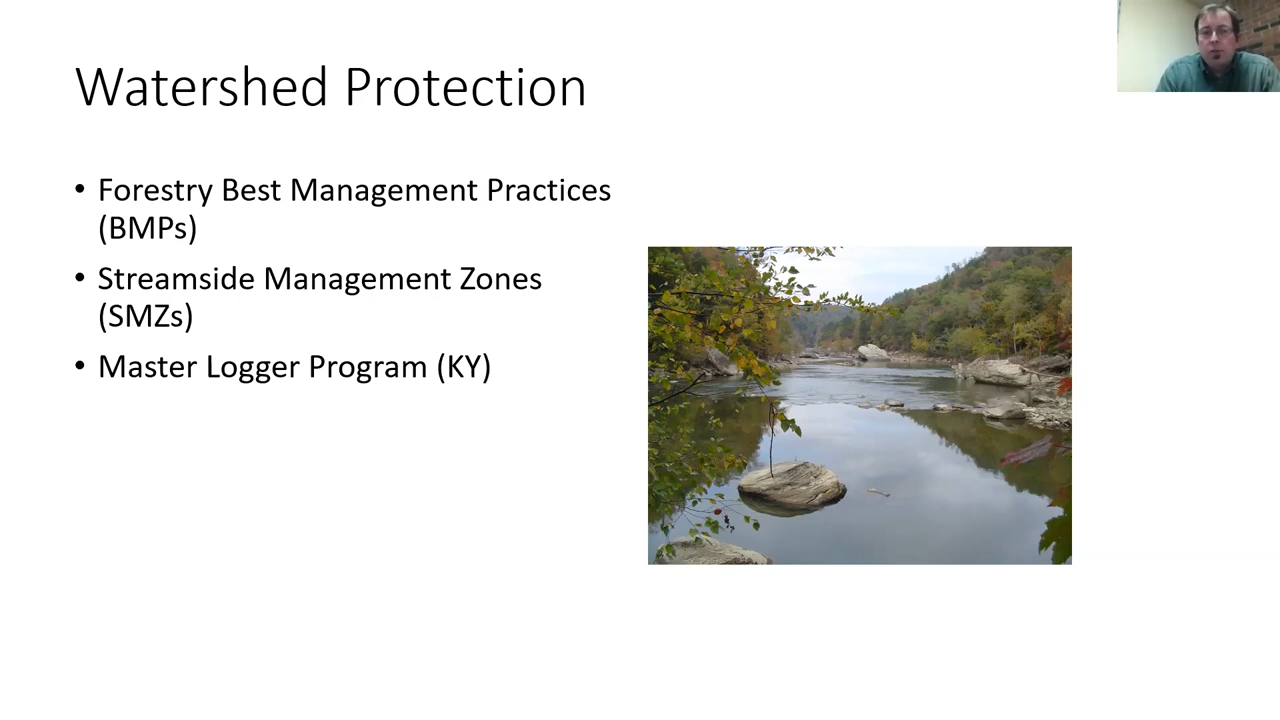 Watershed Protection
• Forestry Best Management Practices
(BMPs)
• Streamside Management Zones
(SMZs)
• Master Logger Program (KY)